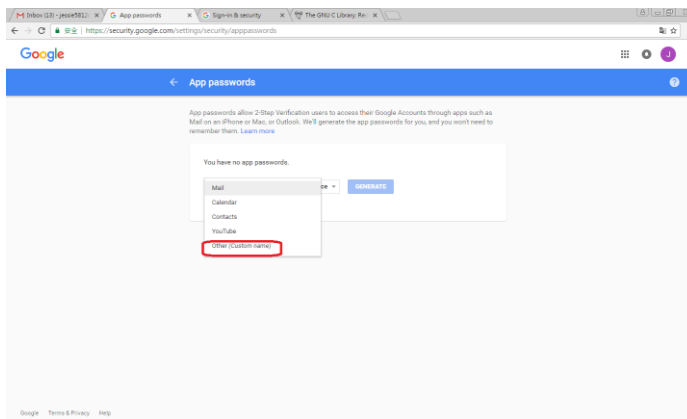 Inbox (13) - jessie5812
App passwords
Sign-in & security
The GNU C Library: Re
安全 | https://security.google.com/settings/security/apppasswords
Google
J
App passwords
App passwords allow 2-Step Verification users to access their Google Accounts through apps such as
Mail on an iPhone or Mac, or Outlook. We'll generate the app passwords for you, and you won't need to
remember them. Learn more
You have no app passwords.
Mail
ce
GENERATE
Calendar
Contacts
YouTube
Other (Custom name)
Google Terms & Privacy Help